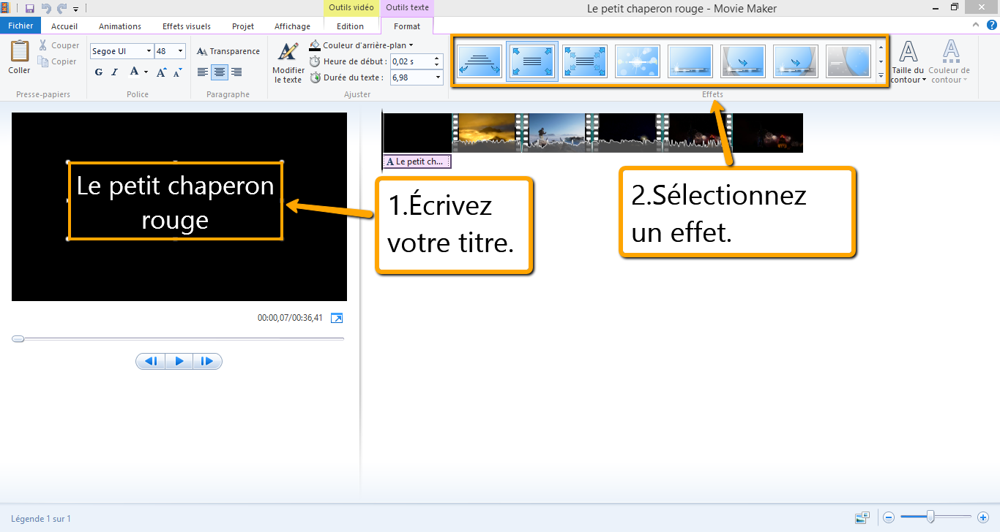 Outils vidéo
Outils texte
Le petit chaperon rouge - Movie Maker
Fichier
Accueil
Animations
Effets visuels
Projet
Affichage
Edition
Format
Coller
Couper
Copier
Presse-papiers
Segoe UI
48
G I A A A
Police
AA Transparence
Paragraphe
Modifier
le texte
Couleur d'arrière-plan
Heure de début : 0,02 s
Durée du texte : 6,98
Ajuster
Effets
Taille du
contour
Couleur de
contour
Le petit chaperon
rouge
A Le petit ch...
1.Écrivez
votre titre.
2.Sélectionnez
un effet.
00:00,07/00:36,41
Légende 1 sur 1